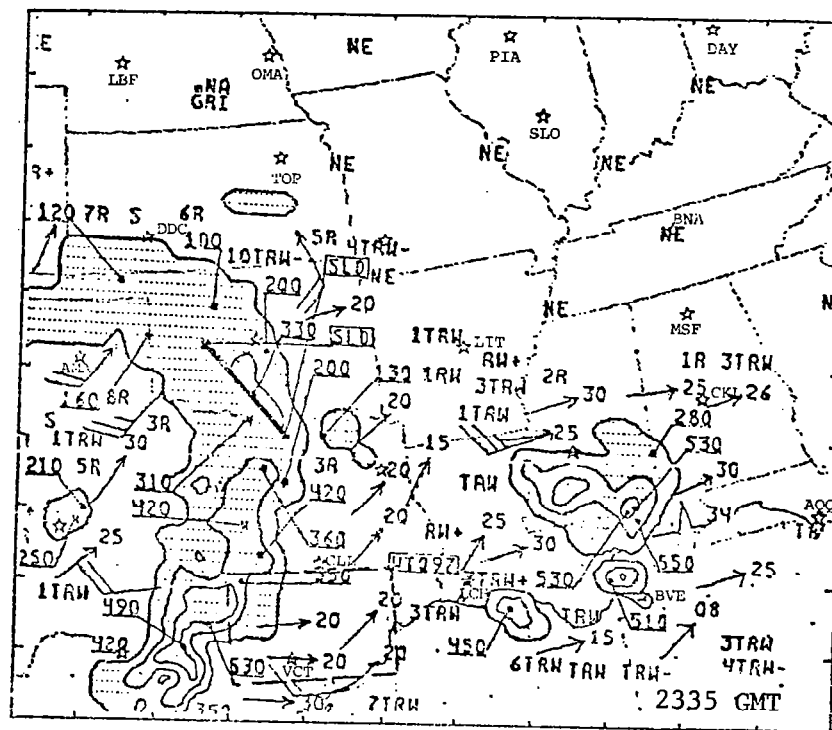 NE NE
LBF OMA PIA DAY
NA
GRI NE
SLO
NE NE
TOP
R+
BNA
NE
120 7R S 6R
DDC 100 5R 4TRW-
10TRW- SLD NE
200 20 NE
330 SLD 1TRW LIT MSF
RW+ 1R 3TRW
200 130 1RW 3TRW 2R 30 25 CKL 26
160 8R 20 1TRW 280
S 3R 25 530
1TRW 30 15 30
210 5R 310 3R 20 TRW
420 420 20 RW+ 25 34
250 25 360 30 550
550 530 25
1TRW 490 LCH BVE
420 20 20 3TRW TRW 510 08
530 20 20 450 15 3TRW
VCT 6TRW TRW TRW- 4TRW-
350 30 7TRW 2335 GMT